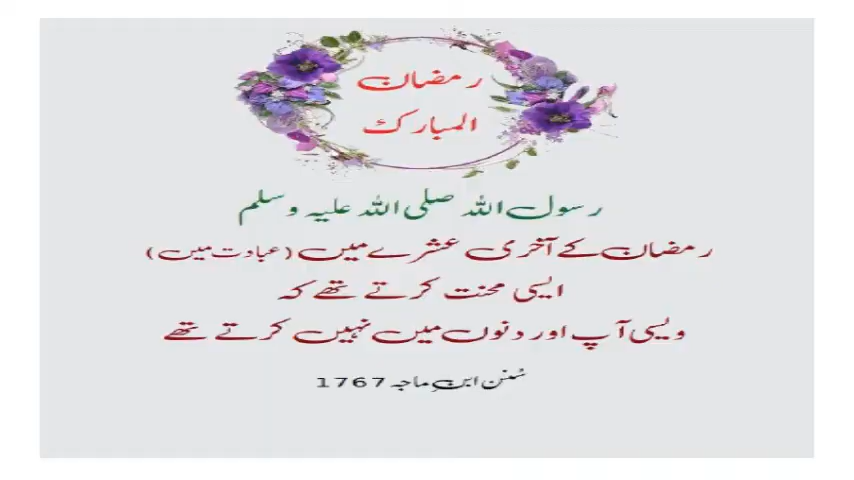 رمضان
المبارک
رسول اللہ صلی اللہ علیہ وسلم
رمضان کے آخری عشرے میں (عبادت میں)
ایسی محنت کرتے تھے کہ
ویسی آپ اور دنوں میں نہیں کرتے تھے
سُنن ابن ماجہ 1767